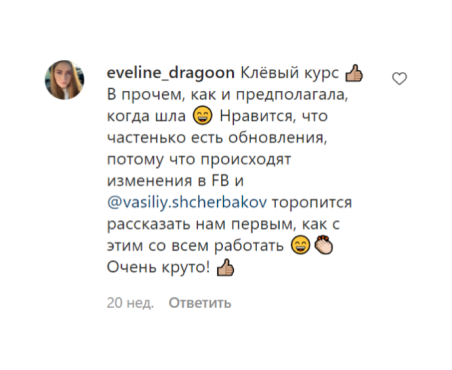 eveline_dragoon Клёвый курс 👍🏼
В прочем, как и предполагала,
когда шла 😄 Нравится, что
частенько есть обновления,
потому что происходят
изменения в FB и
@vasiliy.shcherbakov торопится
рассказать нам первым, как с
этим со всем работать 😄👏🏼
Очень круто! 👍🏼
20 нед. Ответить